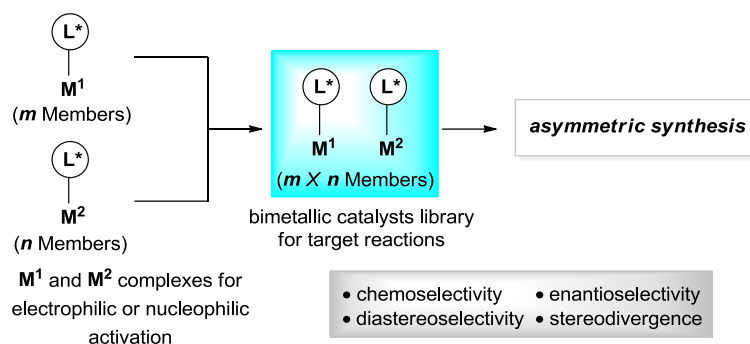 L*
M¹
(m Members)
L*
M²
(n Members)
M¹ and M² complexes for
electrophilic or nucleophilic
activation
L* L*
M¹ M²
(m X n Members)
bimetallic catalysts library
for target reactions
asymmetric synthesis
• chemoselectivity • enantioselectivity
• diastereoselectivity • stereodivergence